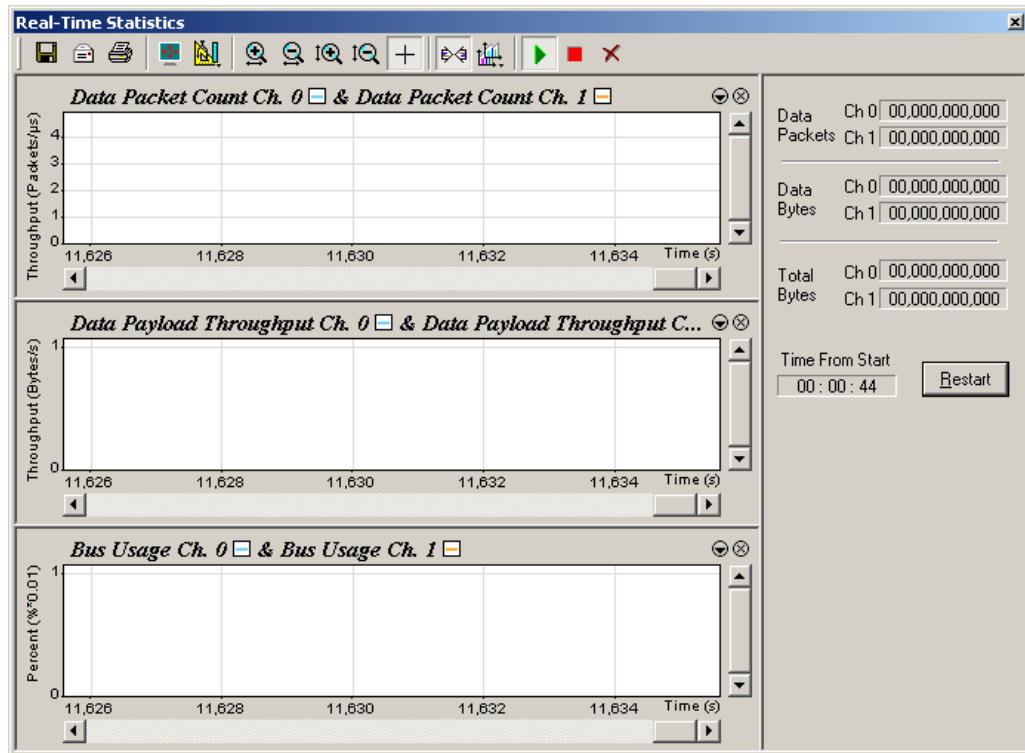 Real-Time Statistics
Data Packet Count Ch. 0 & Data Packet Count Ch. 1
Throughput (Packets/µs)
4
3
2
1
0
11,626 11,628 11,630 11,632 11,634 Time (s)
Data Payload Throughput Ch. 0 & Data Payload Throughput C...
Throughput (Bytes/s)
1
0
11,626 11,628 11,630 11,632 11,634 Time (s)
Bus Usage Ch. 0 & Bus Usage Ch. 1
Percent (%*0.01)
1
0
11,626 11,628 11,630 11,632 11,634 Time (s)
Data Packets
Ch 0 00,000,000,000
Ch 1 00,000,000,000
Data Bytes
Ch 0 00,000,000,000
Ch 1 00,000,000,000
Total Bytes
Ch 0 00,000,000,000
Ch 1 00,000,000,000
Time From Start
00 : 00 : 44
Restart